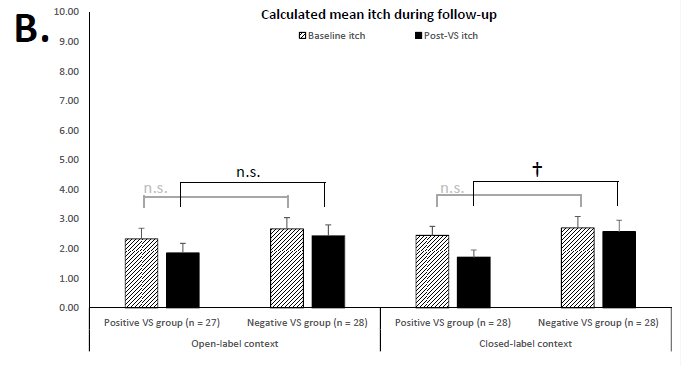 B.
Calculated mean itch during follow-up
Baseline itch Post-VS itch
10.00
9.00
8.00
7.00
6.00
5.00
4.00
3.00
2.00
1.00
0.00
n.s.
n.s.
n.s.
†
Positive VS group (n = 27) Negative VS group (n = 28) Positive VS group (n = 28) Negative VS group (n = 28)
Open-label context Closed-label context